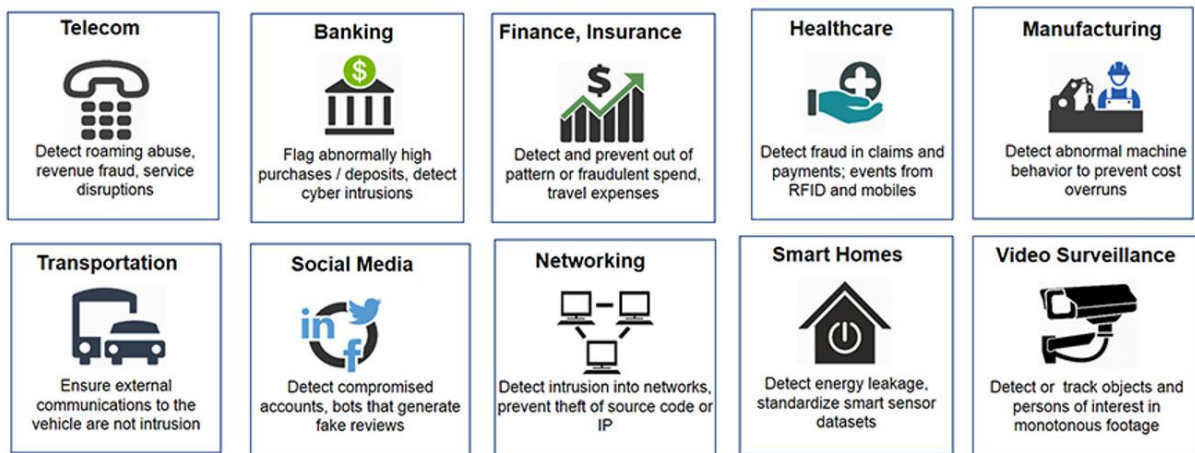 Telecom
Detect roaming abuse,
revenue fraud, service
disruptions
Banking
$
Flag abnormally high
purchases / deposits, detect
cyber intrusions
Finance, Insurance
$
Detect and prevent out of
pattern or fraudulent spend,
travel expenses
Healthcare
Detect fraud in claims and
payments; events from
RFID and mobiles
Manufacturing
Detect abnormal machine
behavior to prevent cost
overruns
Transportation
Ensure external
communications to the
vehicle are not intrusion
Social Media
in
f
Detect compromised
accounts, bots that generate
fake reviews
Networking
Detect intrusion into networks,
prevent theft of source code or
IP
Smart Homes
Detect energy leakage,
standardize smart sensor
datasets
Video Surveillance
Detect or track objects and
persons of interest in
monotonous footage